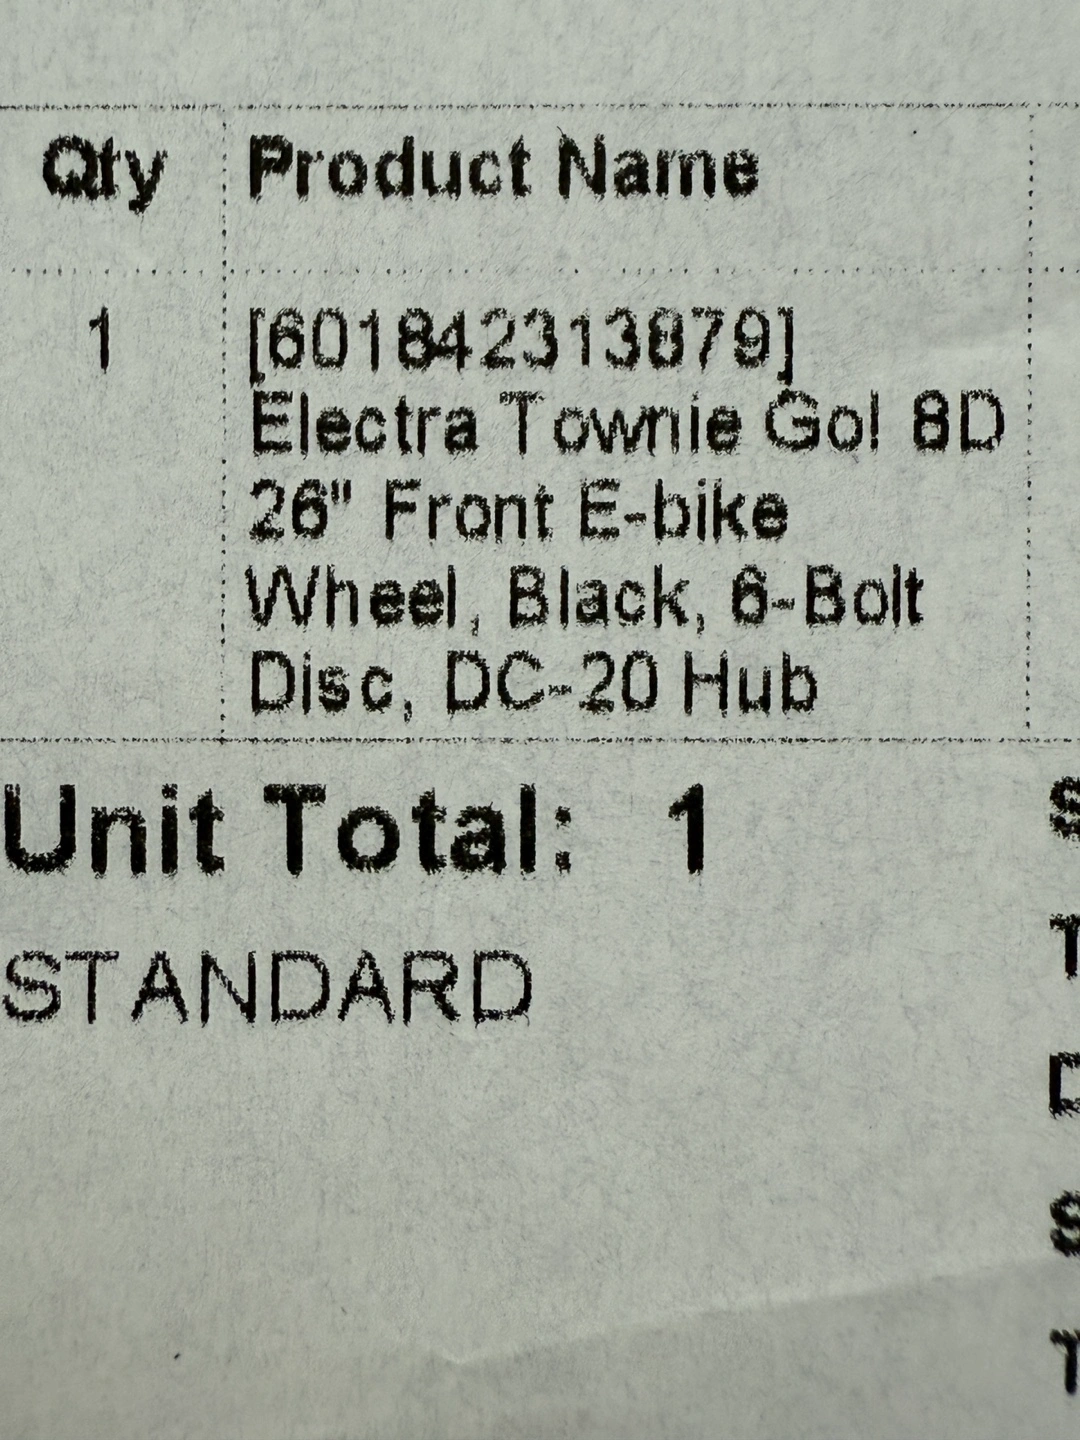 Qty Product Name
1 [601842313879]
Electra Townie Go! 8D
26" Front E-bike
Wheel, Black, 6-Bolt
Disc, DC-20 Hub
Unit Total: 1
STANDARD